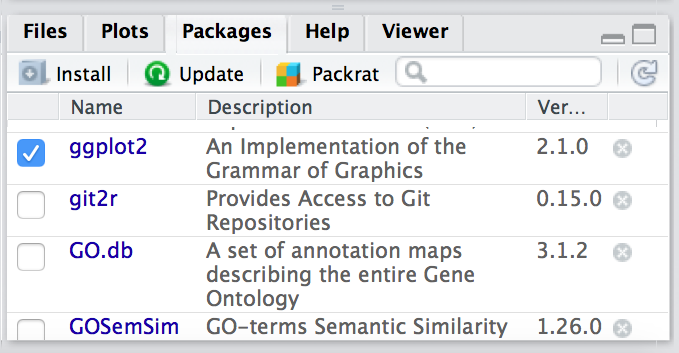 Files Plots Packages Help Viewer
Install Update Packrat
Name Description Ver...
ggplot2 An Implementation of the 2.1.0
Grammar of Graphics
git2r Provides Access to Git 0.15.0
Repositories
GO.db A set of annotation maps 3.1.2
describing the entire Gene
Ontology
GOSemSim GO-terms Semantic Similarity 1.26.0